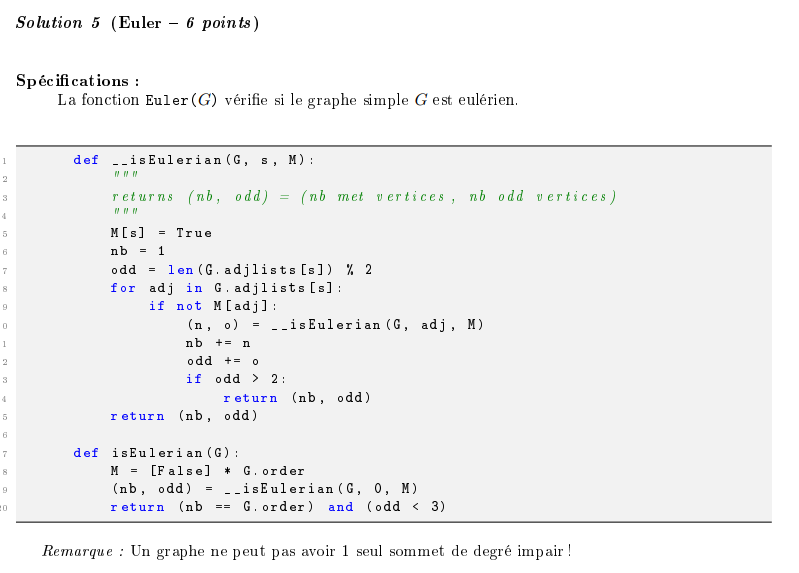 Solution 5 (Euler – 6 points)
Spécifications :
La fonction Euler(G) vérifie si le graphe simple G est eulérien.
1 def __isEulerian(G, s, M):
2 """
3 returns (nb, odd) = (nb met vertices, nb odd vertices)
4 """
5 M[s] = True
6 nb = 1
7 odd = len(G.adjlists[s]) % 2
8 for adj in G.adjlists[s]:
9 if not M[adj]:
0 (n, o) = __isEulerian(G, adj, M)
1 nb += n
2 odd += o
3 if odd > 2:
4 return (nb, odd)
5 return (nb, odd)
6
7 def isEulerian(G):
8 M = [False] * G.order
9 (nb, odd) = __isEulerian(G, 0, M)
20 return (nb == G.order) and (odd < 3)
Remarque : Un graphe ne peut pas avoir 1 seul sommet de degré impair !